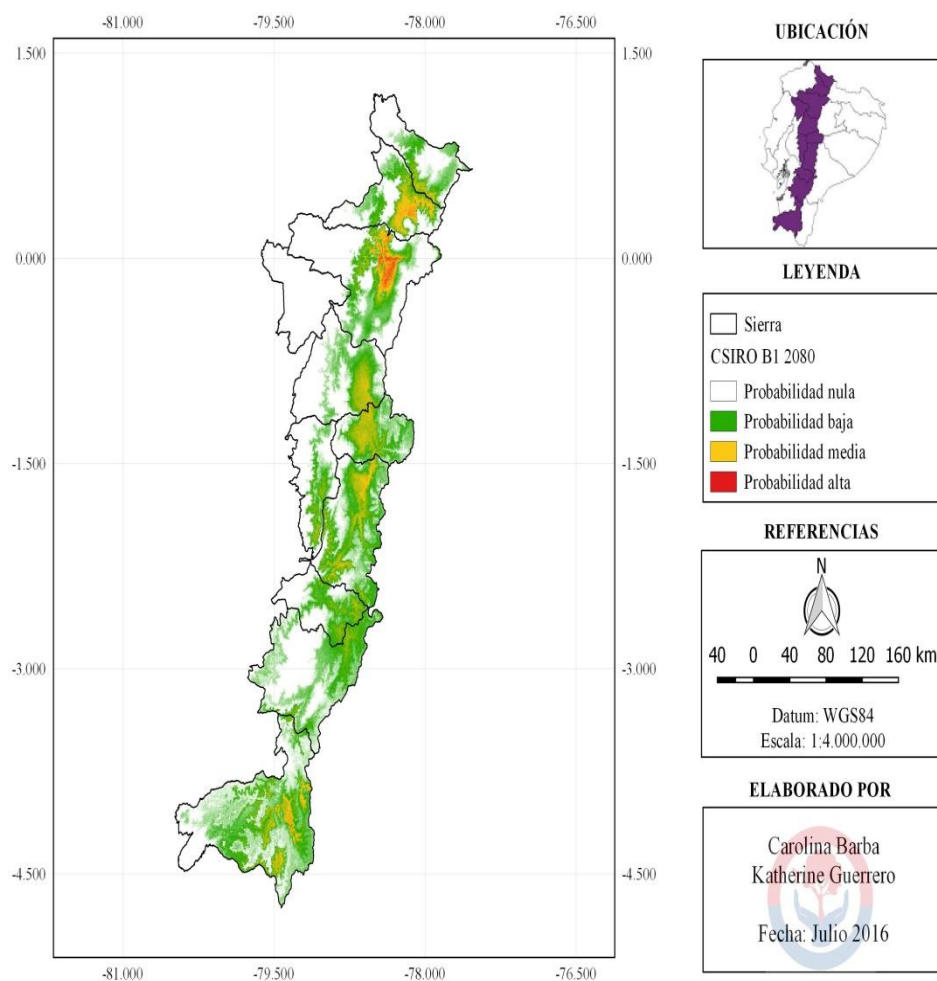 -81.000 -79.500 -78.000 -76.500
1.500 1.500
0.000 0.000
-1.500 -1.500
-3.000 -3.000
-4.500 -4.500
-81.000 -79.500 -78.000 -76.500
UBICACIÓN
LEYENDA
Sierra
CSIRO B1 2080
Probabilidad nula
Probabilidad baja
Probabilidad media
Probabilidad alta
REFERENCIAS
N
40 0 40 80 120 160 km
Datum: WGS84
Escala: 1:4.000.000
ELABORADO POR
Carolina Barba
Katherine Guerrero
Fecha: Julio 2016